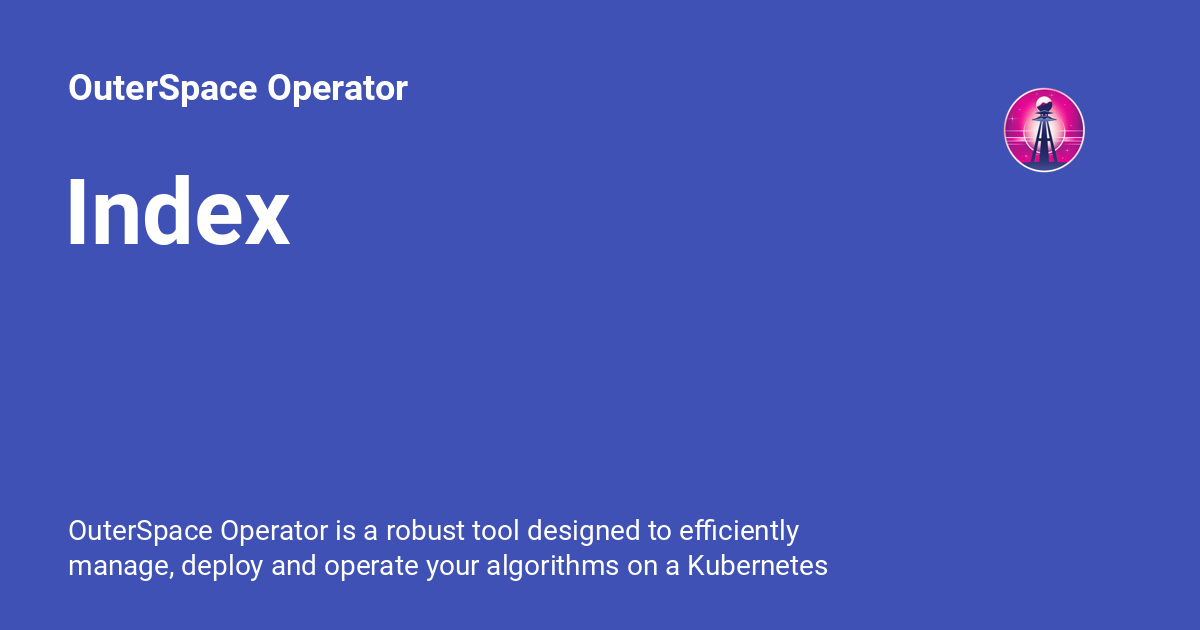 OuterSpace Operator
Index
OuterSpace Operator is a robust tool designed to efficiently
manage, deploy and operate your algorithms on a Kubernetes